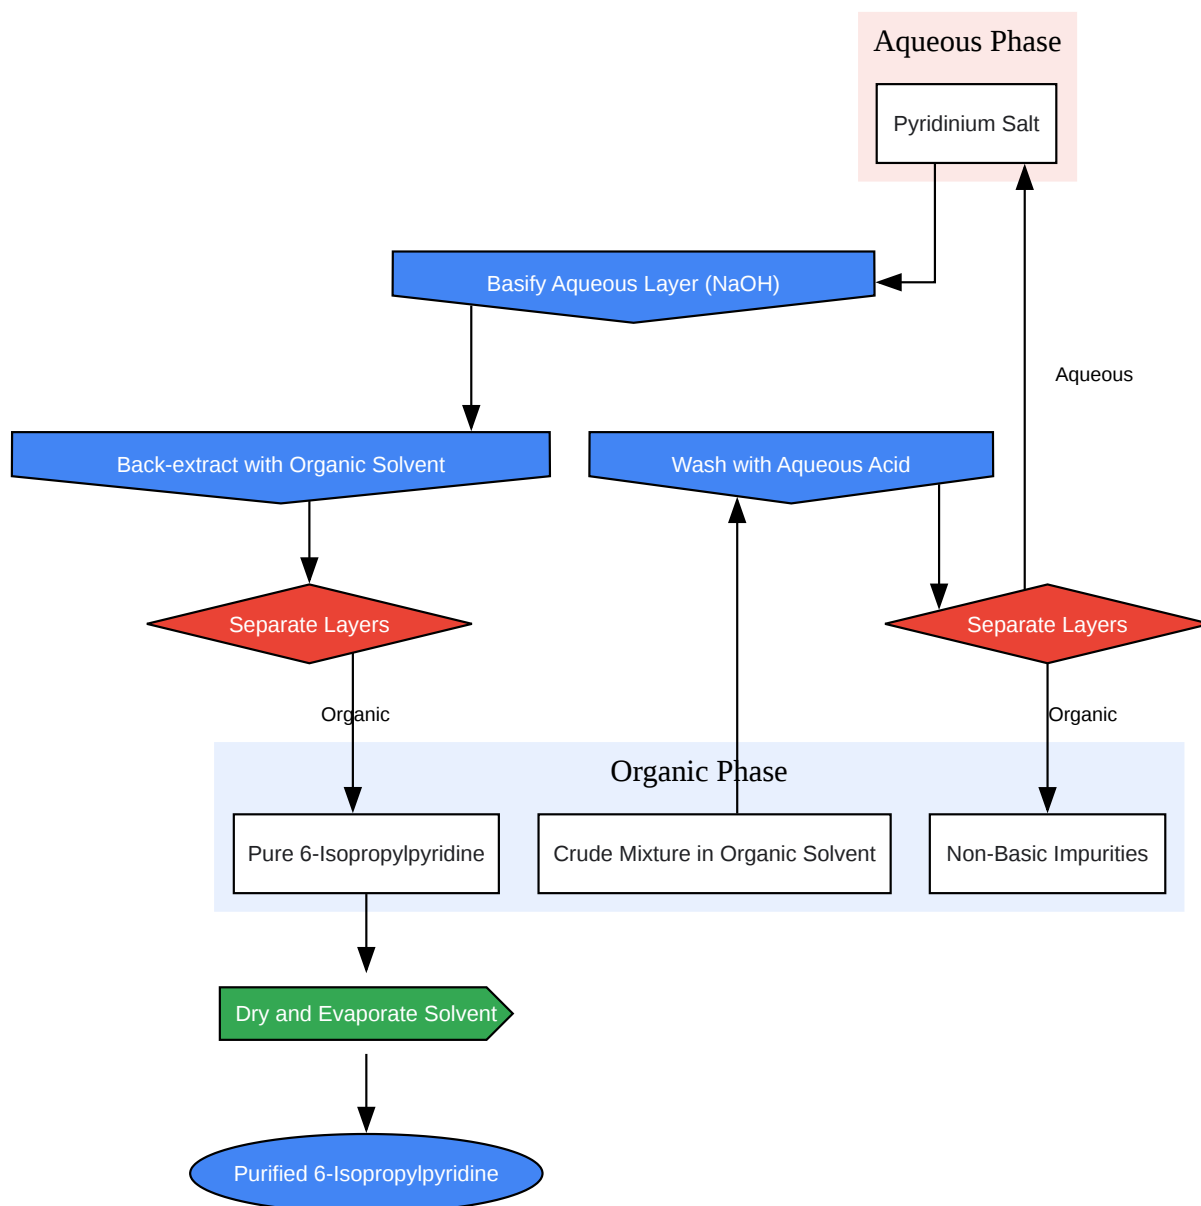 Aqueous Phase
Pyridinium Salt
Basify Aqueous Layer (NaOH)
Aqueous
Back-extract with Organic Solvent
Wash with Aqueous Acid
Separate Layers
Separate Layers
Organic
Organic
Organic Phase
Pure 6-Isopropylpyridine
Crude Mixture in Organic Solvent
Non-Basic Impurities
Dry and Evaporate Solvent
Purified 6-Isopropylpyridine